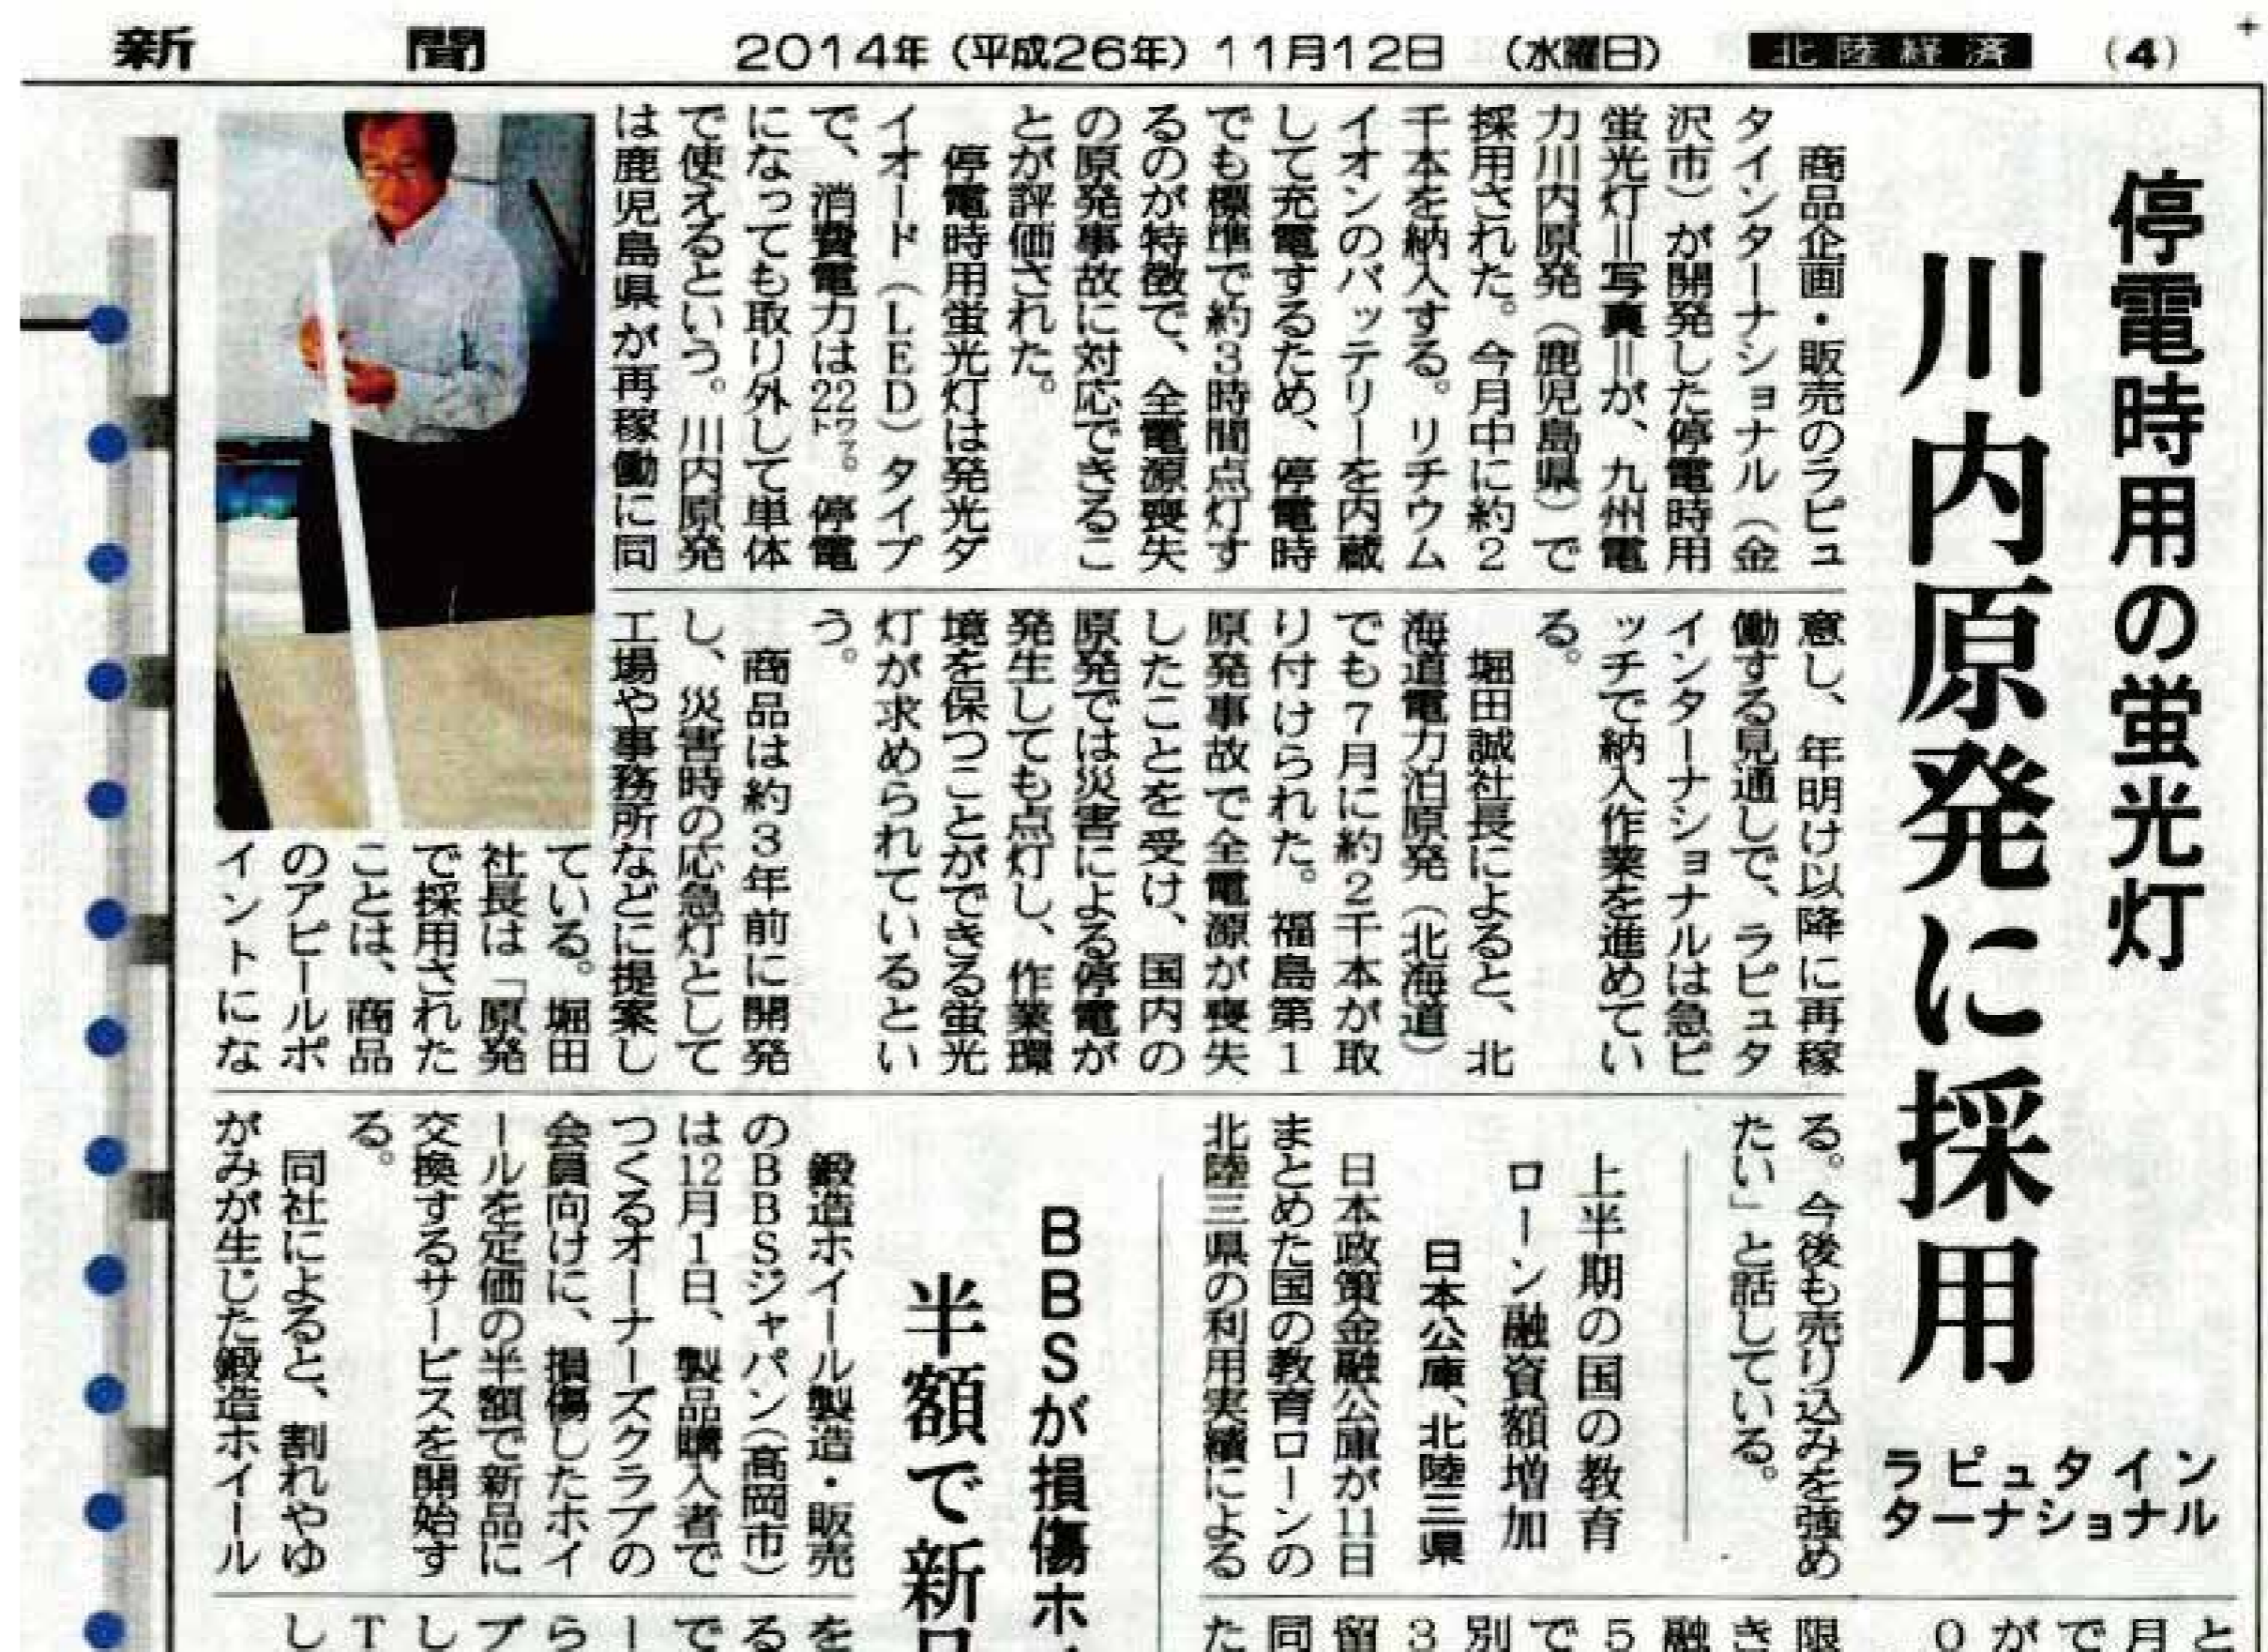 新聞
2014年（平成26年）11月12日　（水曜日）
北陸経済
（4）
停電時用の蛍光灯
川内原発に採用
ラピュタイン
ターナショナル
商品企画・販売のラピュ
タインターナショナル（金
沢市）が開発した停電時用
蛍光灯＝写真＝が、九州電
力川内原発（鹿児島県）で
採用された。今月中に約2
千本を納入する。リチウム
イオンのバッテリーを内蔵
して充電するため、停電時
でも標準で約3時間点灯す
るのが特徴で、全電源喪失
の原発事故に対応できるこ
とが評価された。
停電時用蛍光灯は発光ダ
イオード（LED）タイプ
で、消費電力は22ワット。停電
になっても取り外して単体
で使えるという。川内原発
は鹿児島県が再稼働に同
意し、年明け以降に再稼
働する見通しで、ラピュタ
インターナショナルは急ピ
ッチで納入作業を進めてい
る。
堀田誠社長によると、北
海道電力泊原発（北海道）
でも7月に約2千本が取
り付けられた。福島第1
原発事故で全電源が喪失
したことを受け、国内の
原発では災害による停電が
発生しても点灯し、作業環
境を保つことができる蛍光
灯が求められているとい
う。
商品は約3年前に開発
し、災害時の応急灯として
工場や事務所などに提案し
ている。堀田
社長は「原発
で採用された
ことは、商品
のアピールポ
イントにな
る。今後も売り込みを強め
たい」と話している。
上半期の国の教育
ローン融資額増加
日本公庫、北陸三県
日本政策金融公庫が11日
まとめた国の教育ローンの
北陸三県の利用実績による
BBSが損傷ホ
半額で新
鍛造ホイール製造・販売
のBBSジャパン（高岡市）
は12月1日、製品購入者で
つくるオーナーズクラブの
会員向けに、損傷したホイ
ールを定価の半額で新品に
交換するサービスを開始す
る。
同社によると、割れやゆ
がみが生じた鍛造ホイール
と
月
で
が
0
限
き
融
5
で
別
3
留
同
た
を
る
で
ー
ら
プ
し
T
し